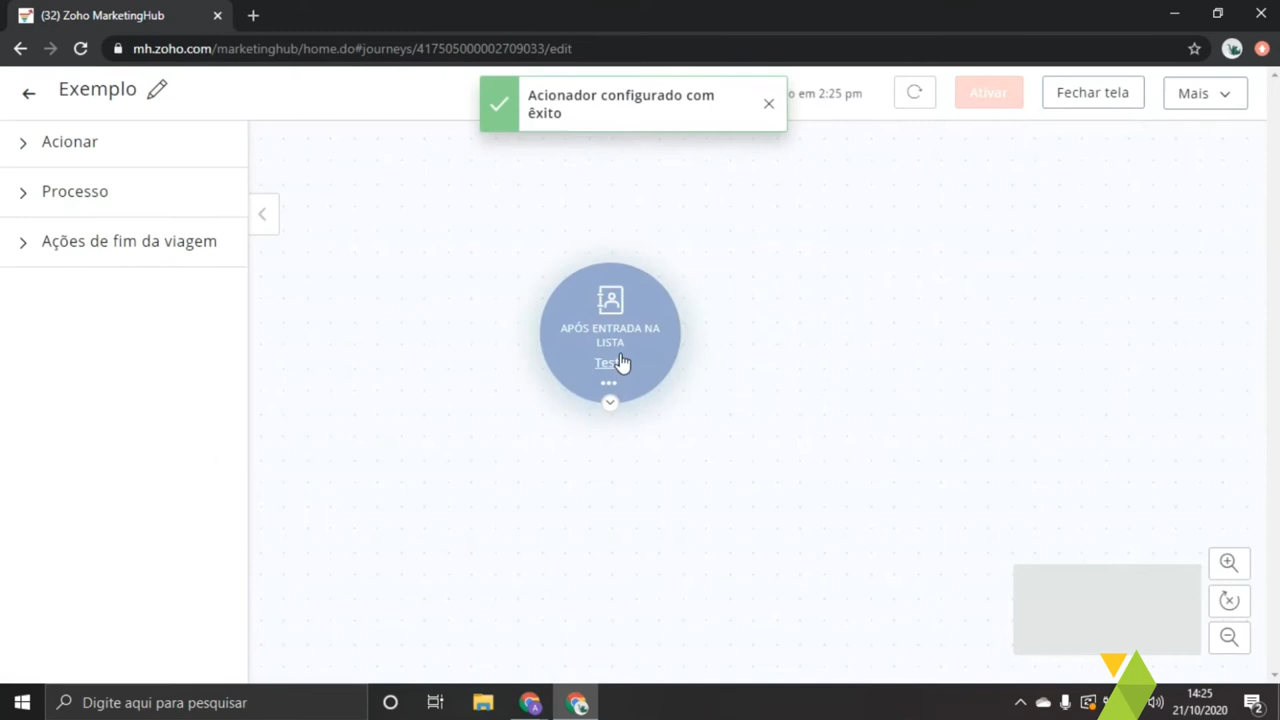 (32) Zoho MarketingHub
mh.zoho.com/marketinghub/home.do#journeys/417505000002709033/edit
Exemplo
Acionador configurado com
êxito
o em 2:25 pm
Ativar
Fechar tela
Mais
Acionar
Processo
Ações de fim da viagem
APÓS ENTRADA NA
LISTA
Digite aqui para pesquisar
14:25
21/10/2020
2